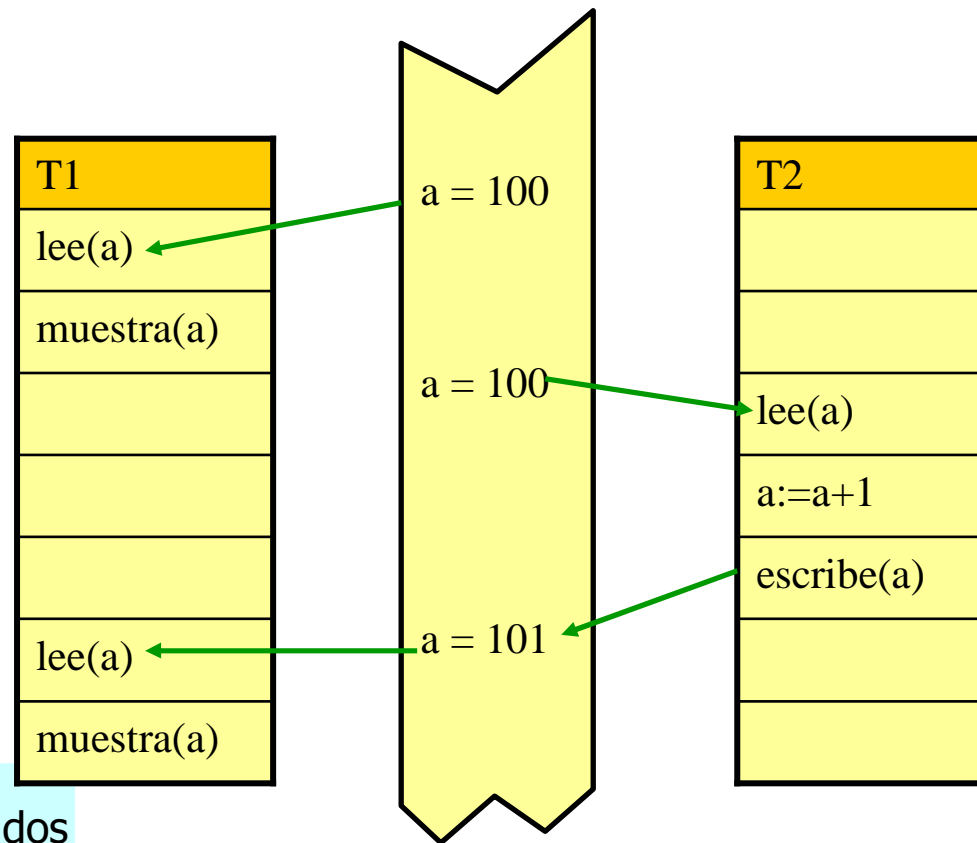 T1
lee(a)
muestra(a)
lee(a)
muestra(a)
a = 100
a = 100
a = 101
T2
lee(a)
a:=a+1
escribe(a)
dos